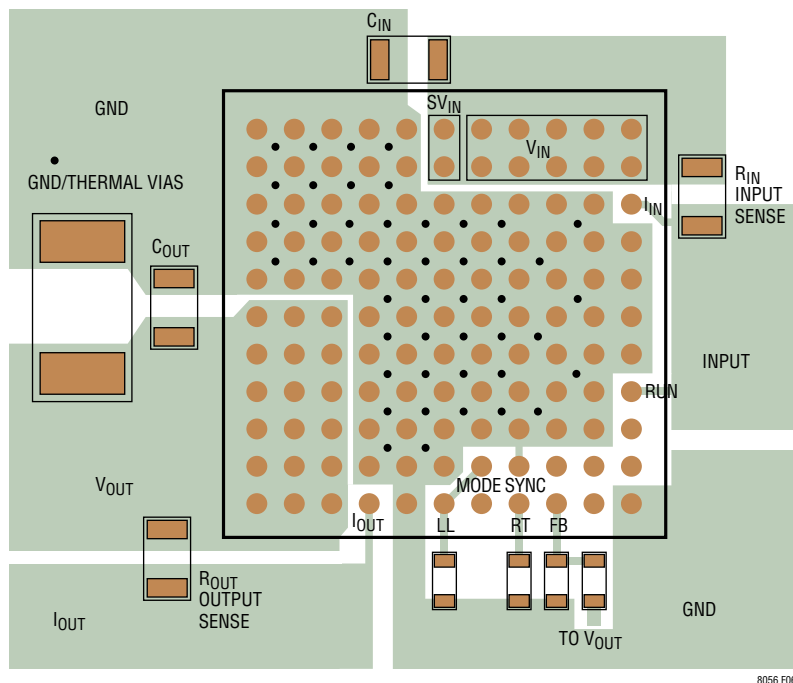 CIN
GND
SVIN
VIN
GND/THERMAL VIAS
RIN
INPUT
SENSE
IIN
COUT
INPUT
RUN
VOUT
MODE SYNC
IOUT
LL
RT
FB
ROUT
OUTPUT
SENSE
IOUT
GND
TO VOUT
8056 F06